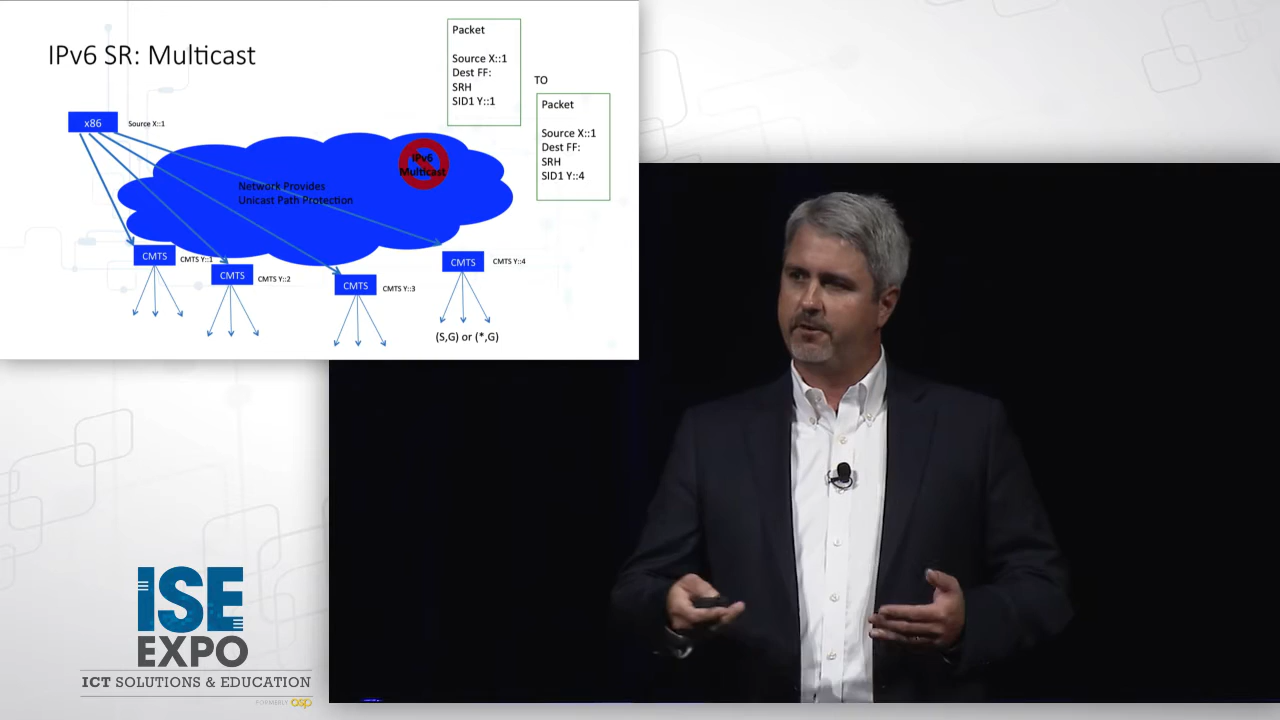 IPv6 SR: Multicast
Packet
Source X::1
Dest FF:
SRH
SID1 Y::1
TO
Packet
Source X::1
Dest FF:
SRH
SID1 Y::4
x86
Source X::1
IPv6
Multicast
Network Provides
Unicast Path Protection
CMTS
CMTS Y::1
CMTS
CMTS Y::2
CMTS
CMTS Y::3
CMTS
CMTS Y::4
(S,G) or (*,G)
ISE
EXPO
ICT SOLUTIONS & EDUCATION
FORMERLY osp